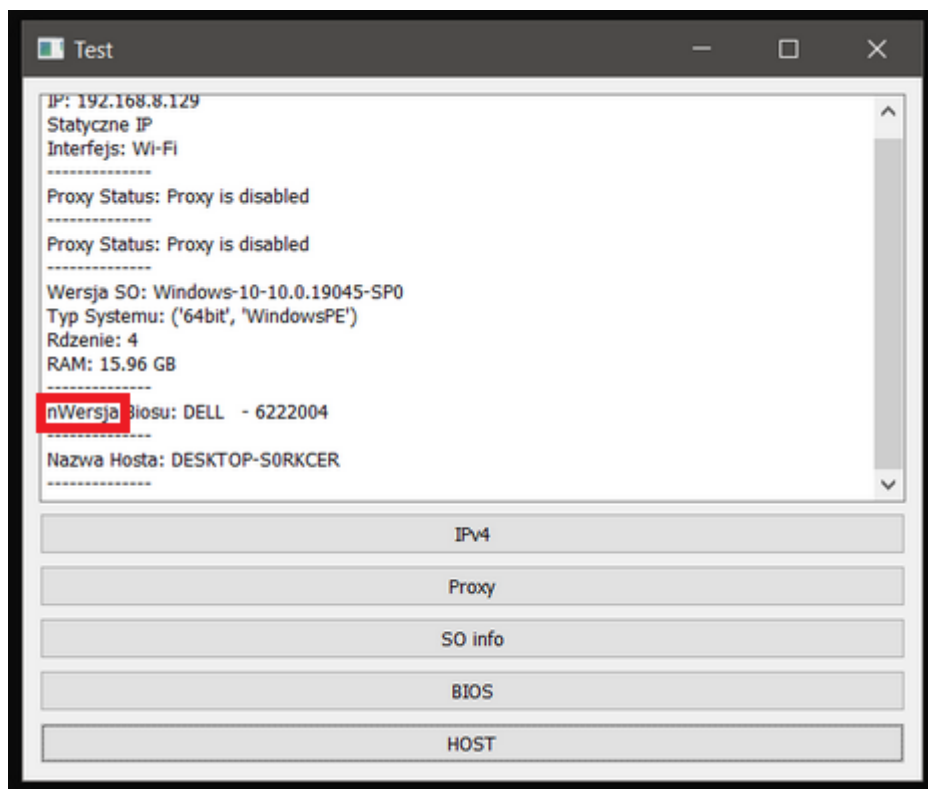 Test
IP: 192.168.8.129
Statyczne IP
Interfejs: Wi-Fi
--------------
Proxy Status: Proxy is disabled
--------------
Proxy Status: Proxy is disabled
--------------
Wersja SO: Windows-10-10.0.19045-SP0
Typ Systemu: ('64bit', 'WindowsPE')
Rdzenie: 4
RAM: 15.96 GB
--------------
nWersja Biosu: DELL   - 6222004
--------------
Nazwa Hosta: DESKTOP-S0RKCER
--------------
IPv4
Proxy
SO info
BIOS
HOST